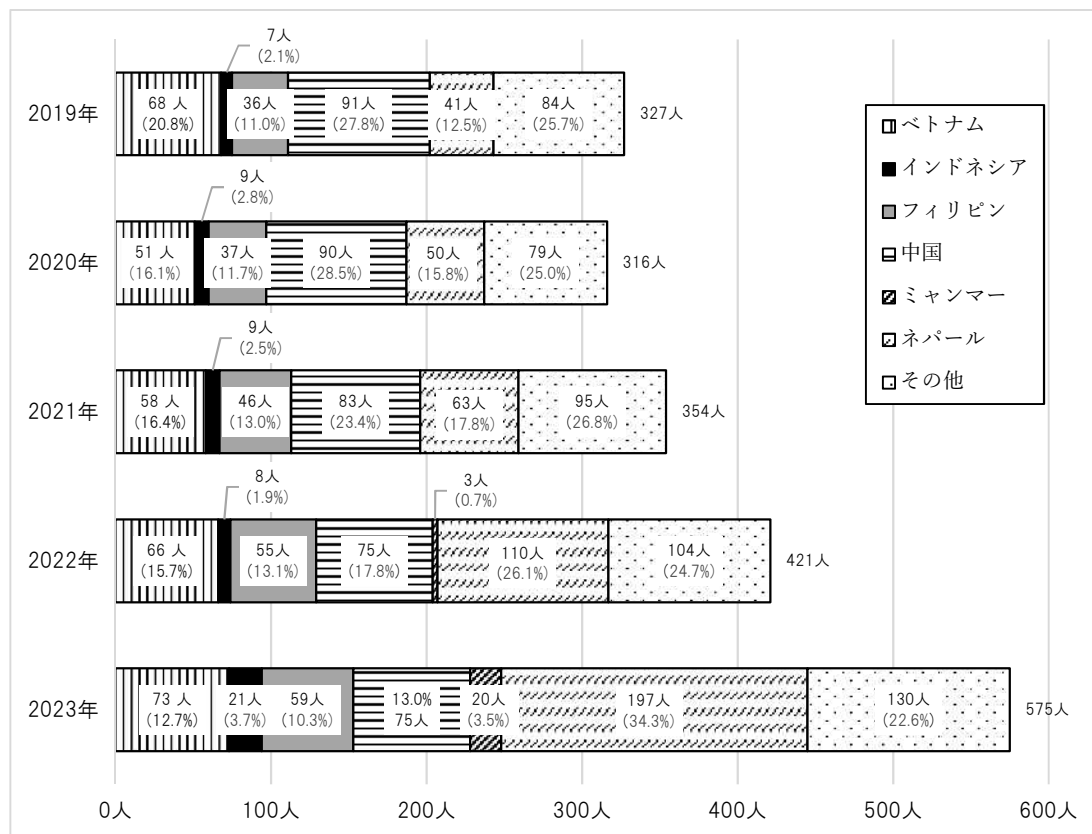 7人
(2.1%)
2019年
68 人
(20.8%)
36人
(11.0%)
91人
(27.8%)
41人
(12.5%)
84人
(25.7%)
327人
9人
(2.8%)
2020年
51 人
(16.1%)
37人
(11.7%)
90人
(28.5%)
50人
(15.8%)
79人
(25.0%)
316人
9人
(2.5%)
2021年
58 人
(16.4%)
46人
(13.0%)
83人
(23.4%)
63人
(17.8%)
95人
(26.8%)
354人
8人
(1.9%)
3人
(0.7%)
2022年
66 人
(15.7%)
55人
(13.1%)
75人
(17.8%)
110人
(26.1%)
104人
(24.7%)
421人
2023年
73 人
(12.7%)
21人
(3.7%)
59人
(10.3%)
13.0%
75人
20人
(3.5%)
197人
(34.3%)
130人
(22.6%)
575人
0人
100人
200人
300人
400人
500人
600人
ベトナム
インドネシア
フィリピン
中国
ミャンマー
ネパール
その他